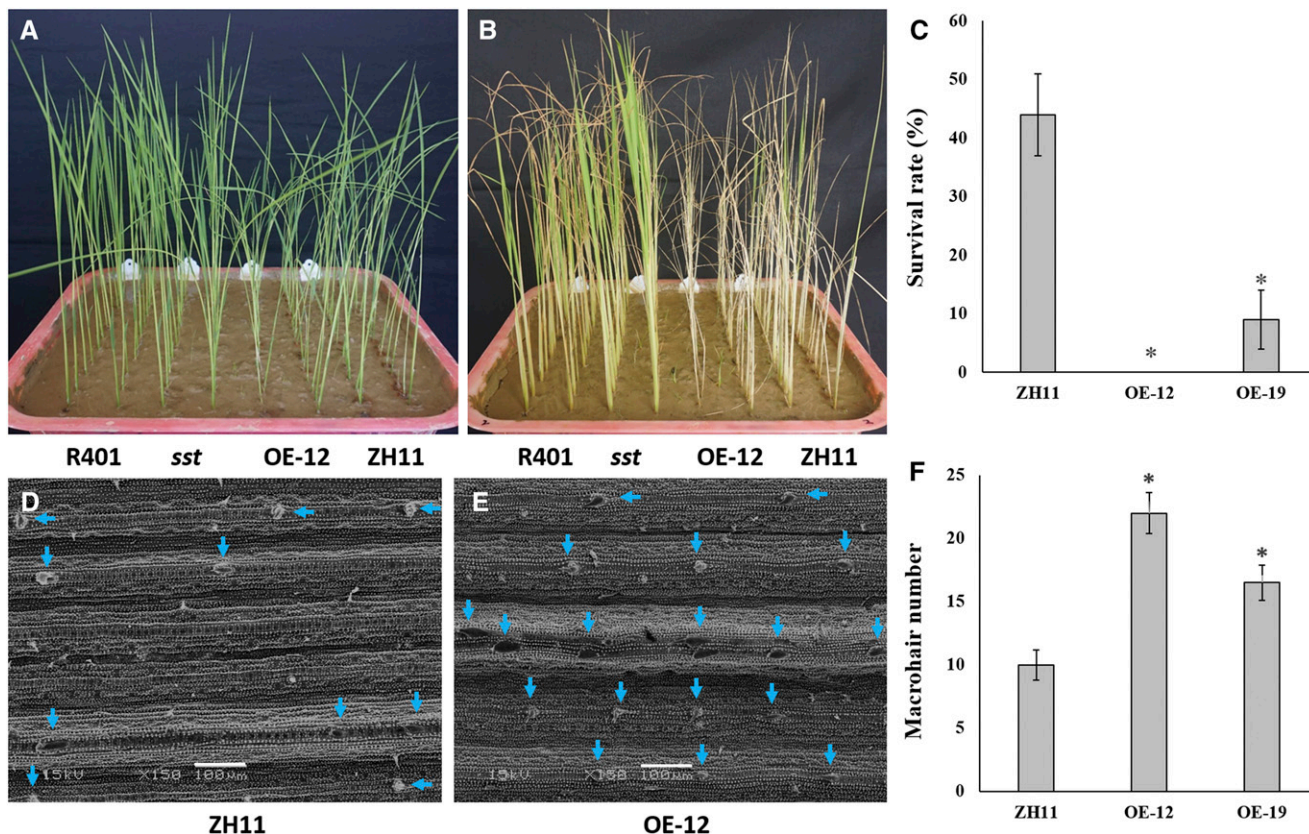 A
B
C
Survival rate (%)
60
50
40
30
20
10
0
*
*
ZH11
OE-12
OE-19
R401
sst
OE-12
ZH11
R401
sst
OE-12
ZH11
D
15kV
X150
100μm
ZH11
E
15kV
X150
100μm
OE-12
F
Macrohair number
25
20
15
10
5
0
*
*
ZH11
OE-12
OE-19